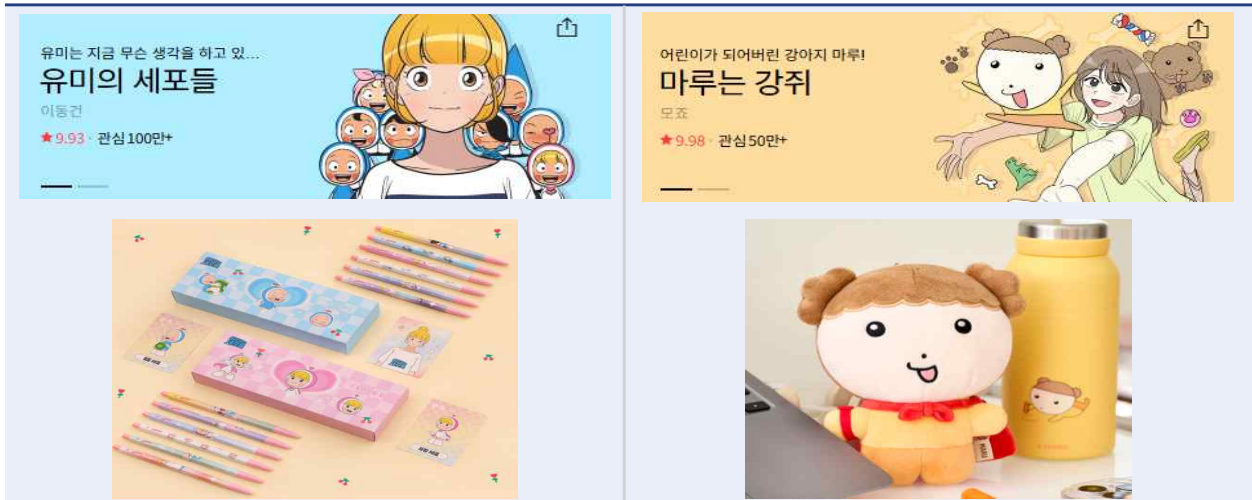 유미는 지금 무슨 생각을 하고 있...
유미의 세포들
이동건
★9.93 · 관심 100만+
어린이가 되어버린 강아지 마루!
마루는 강쥐
모죠
★9.98 · 관심 50만+
MARU